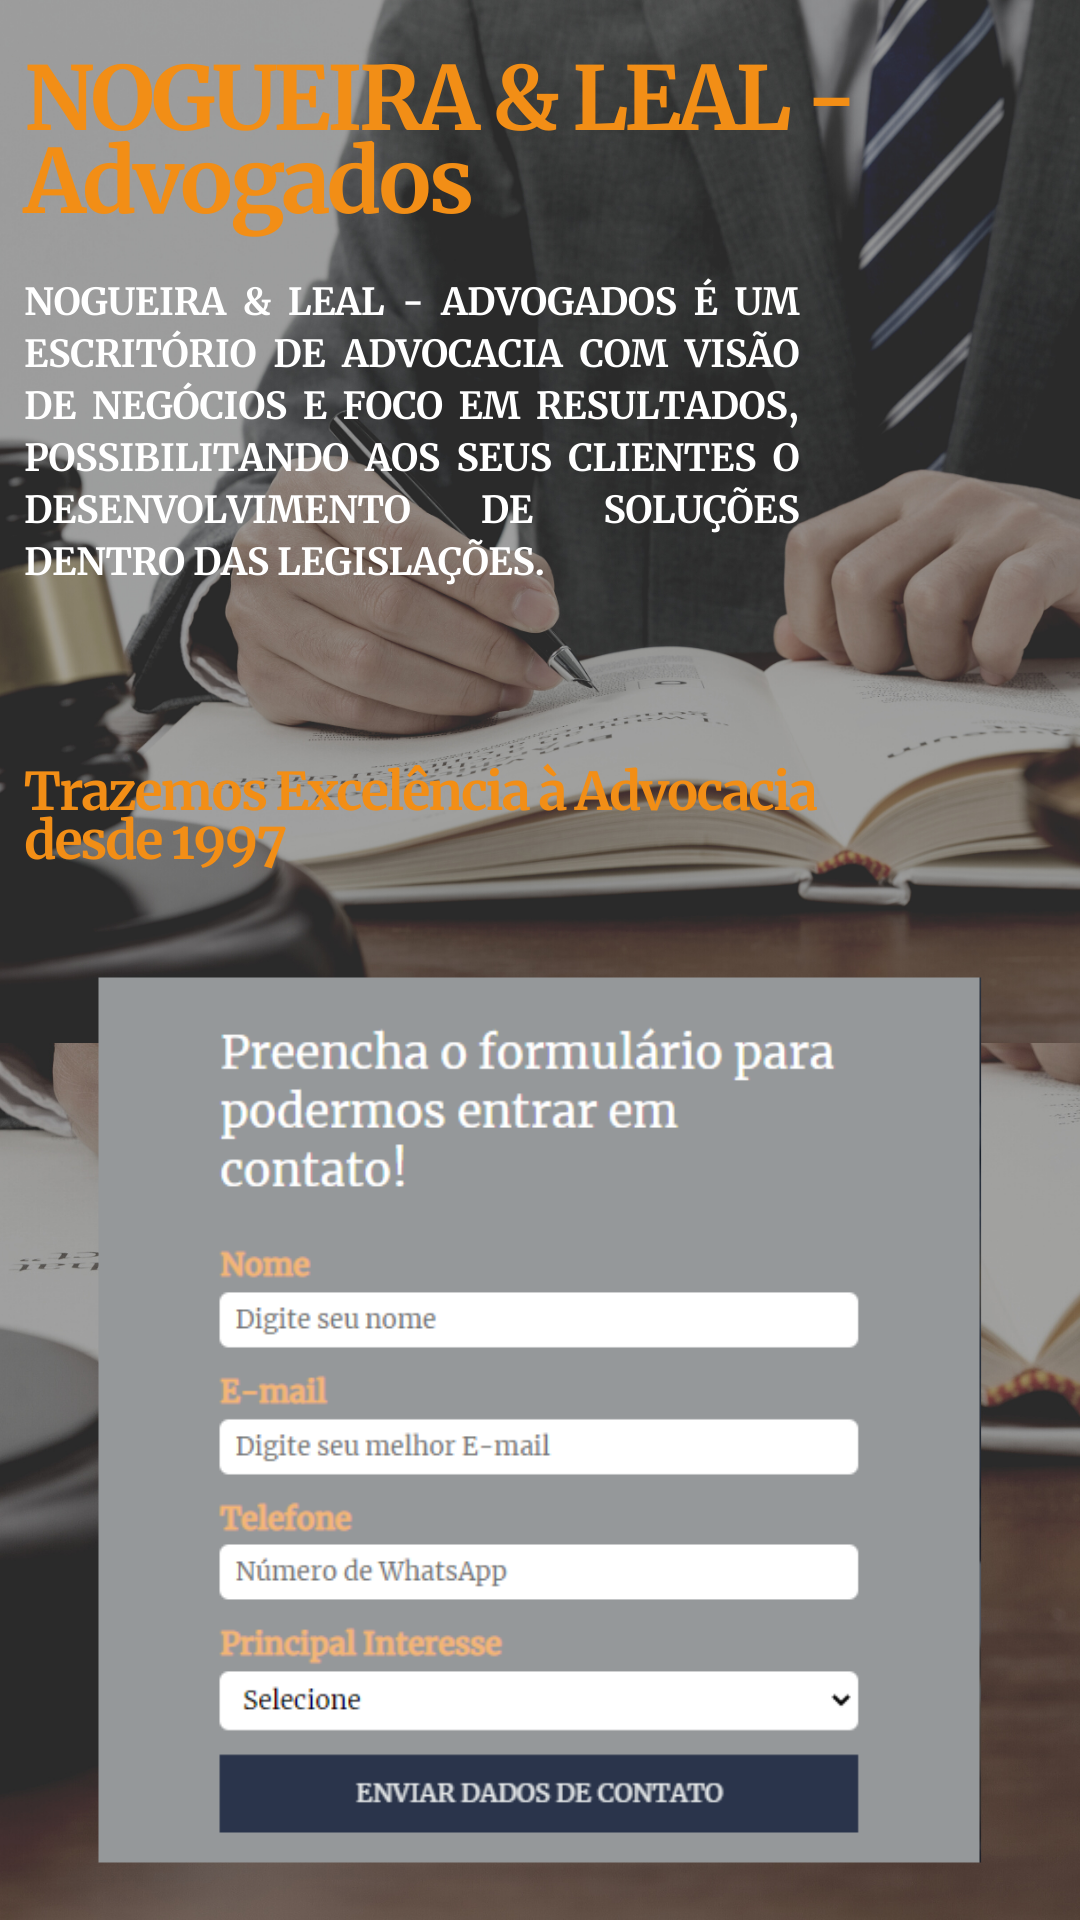 NOGUEIRA & LEAL -
Advogados
NOGUEIRA & LEAL - ADVOGADOS É UM
ESCRITÓRIO DE ADVOCACIA COM VISÃO
DE NEGÓCIOS E FOCO EM RESULTADOS,
POSSIBILITANDO AOS SEUS CLIENTES O
DESENVOLVIMENTO DE SOLUÇÕES
DENTRO DAS LEGISLAÇÕES.
Trazemos Excelência à Advocacia
desde 1997
Preencha o formulário para
podermos entrar em
contato!
Nome
Digite seu nome
E-mail
Digite seu melhor E-mail
Telefone
Número de WhatsApp
Principal Interesse
Selecione
ENVIAR DADOS DE CONTATO